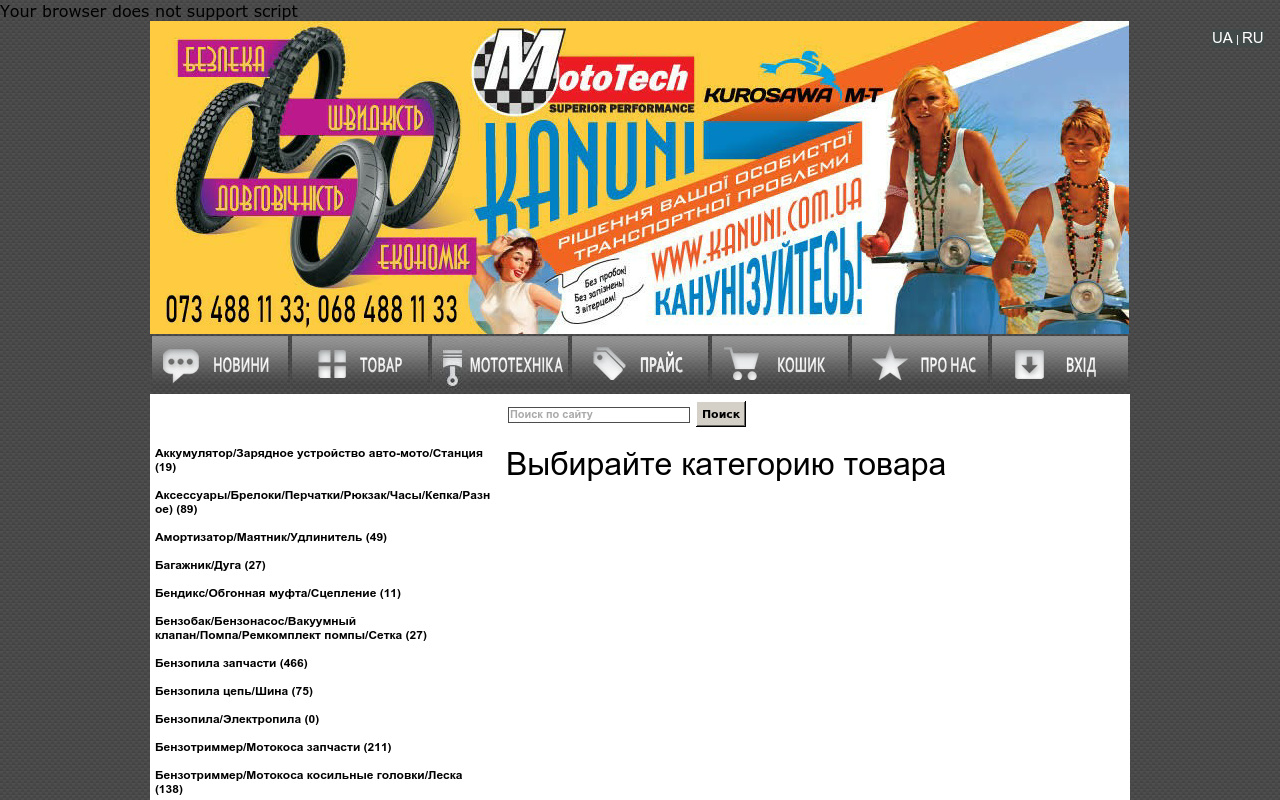 Your browser does not support script
UA | RU
БЕЗПЕКА
ШВИДКІСТЬ
ДОВГОВІЧНІСТЬ
ЕКОНОМІЯ
073 488 11 33; 068 488 11 33
MotoTech
SUPERIOR PERFORMANCE
KUROSAWA M-T
KANUNI
РІШЕННЯ ВАШОЇ ОСОБИСТОЇ
ТРАНСПОРТНОЇ ПРОБЛЕМИ
WWW.KANUNI.COM.UA
КАНУНІЗУЙТЕСЬ!
Без пробок!
Без запізнень!
З вітерцем!
НОВИНИ
ТОВАР
МОТОТЕХНІКА
ПРАЙС
КОШИК
ПРО НАС
ВХІД
Поиск по сайту
Поиск
Выбирайте категорию товара
Аккумулятор/Зарядное устройство авто-мото/Станция
(19)
Аксессуары/Брелоки/Перчатки/Рюкзак/Часы/Кепка/Разн
ое) (89)
Амортизатор/Маятник/Удлинитель (49)
Багажник/Дуга (27)
Бендикс/Обгонная муфта/Сцепление (11)
Бензобак/Бензонасос/Вакуумный
клапан/Помпа/Ремкомплект помпы/Сетка (27)
Бензопила запчасти (466)
Бензопила цепь/Шина (75)
Бензопила/Электропила (0)
Бензотриммер/Мотокоса запчасти (211)
Бензотриммер/Мотокоса косильные головки/Леска
(138)